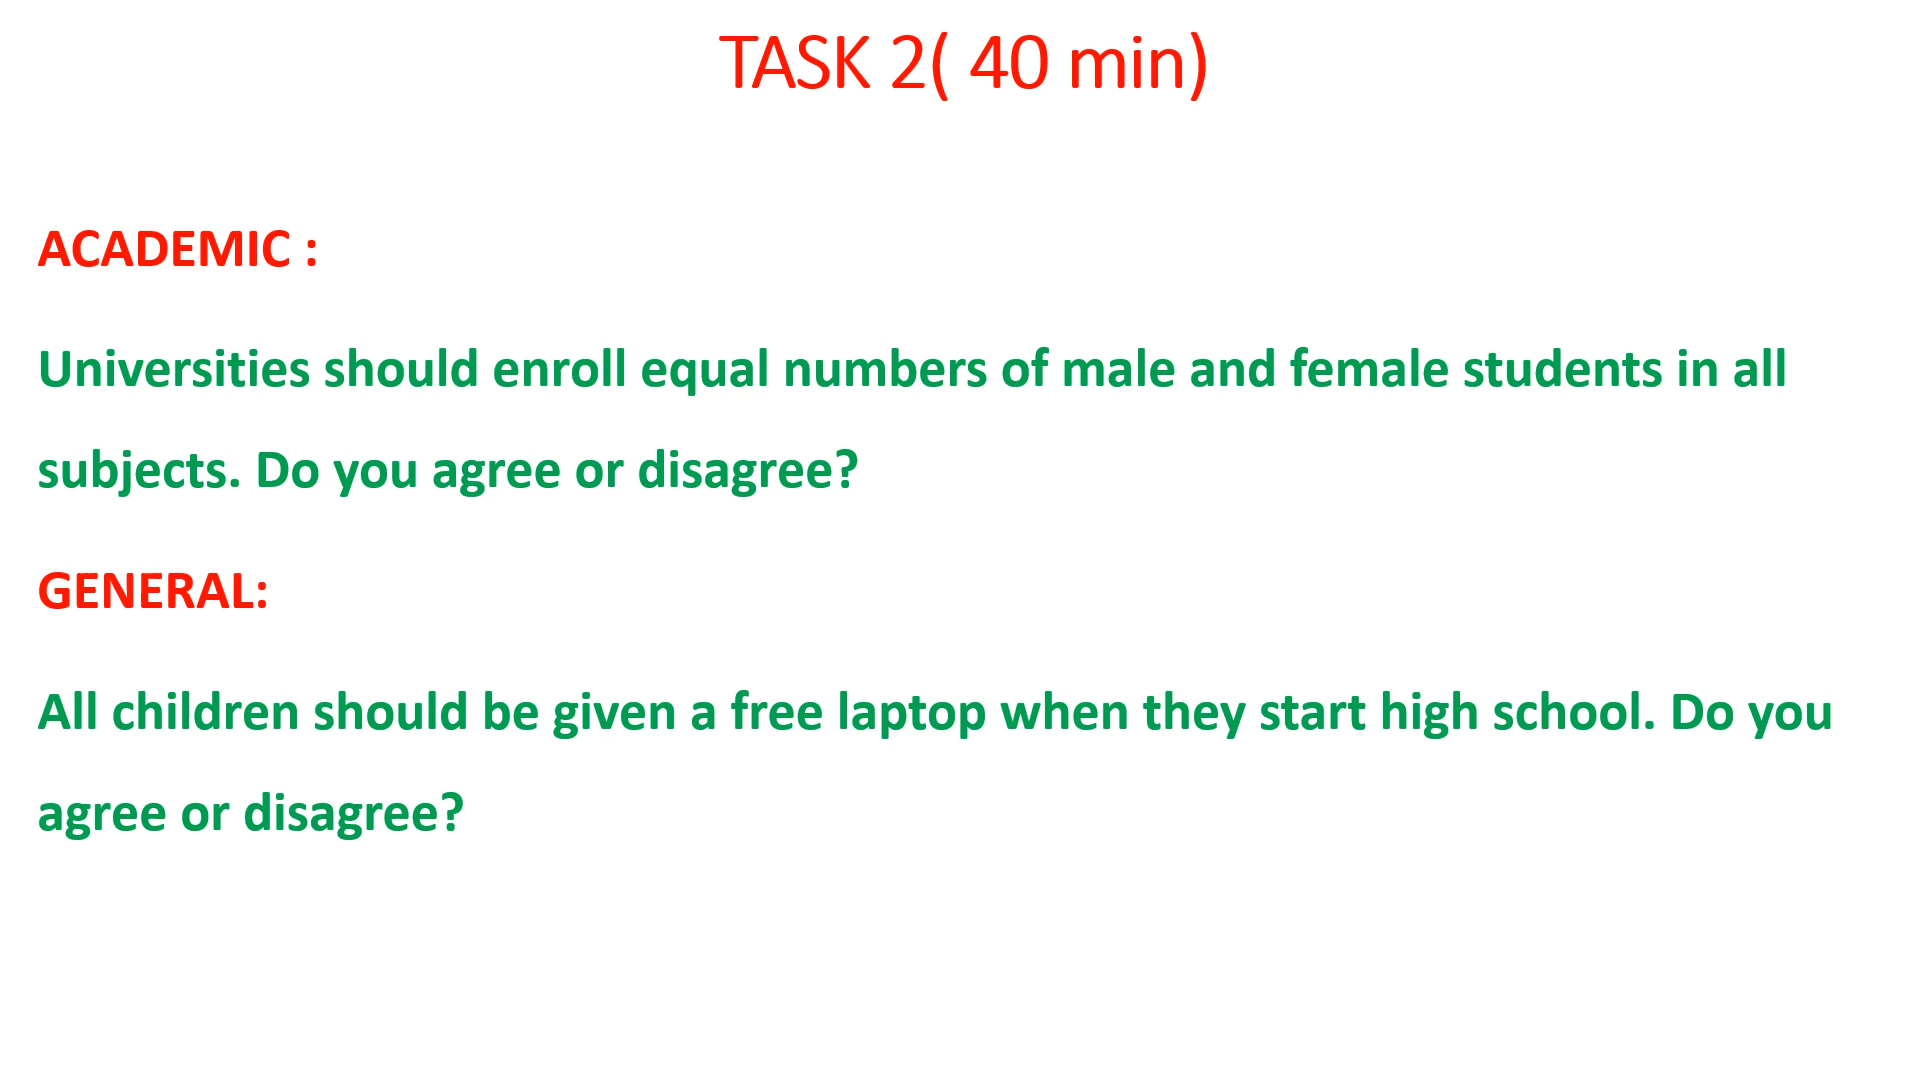 TASK 2( 40 min)
ACADEMIC :
Universities should enroll equal numbers of male and female students in all
subjects. Do you agree or disagree?
GENERAL:
All children should be given a free laptop when they start high school. Do you
agree or disagree?